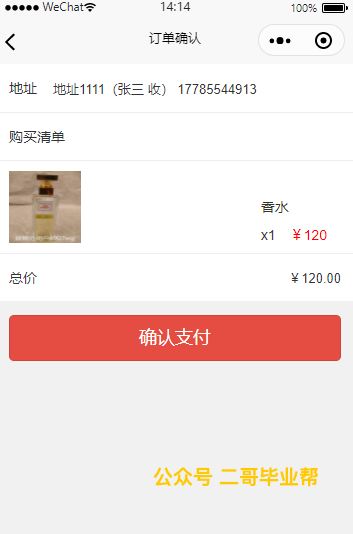 WeChat 14:14 100%
订单确认
地址 地址1111（张三 收） 17785544913
购买清单
香水
x1 ￥120
总价 ￥120.00
确认支付
公众号 二哥毕业帮